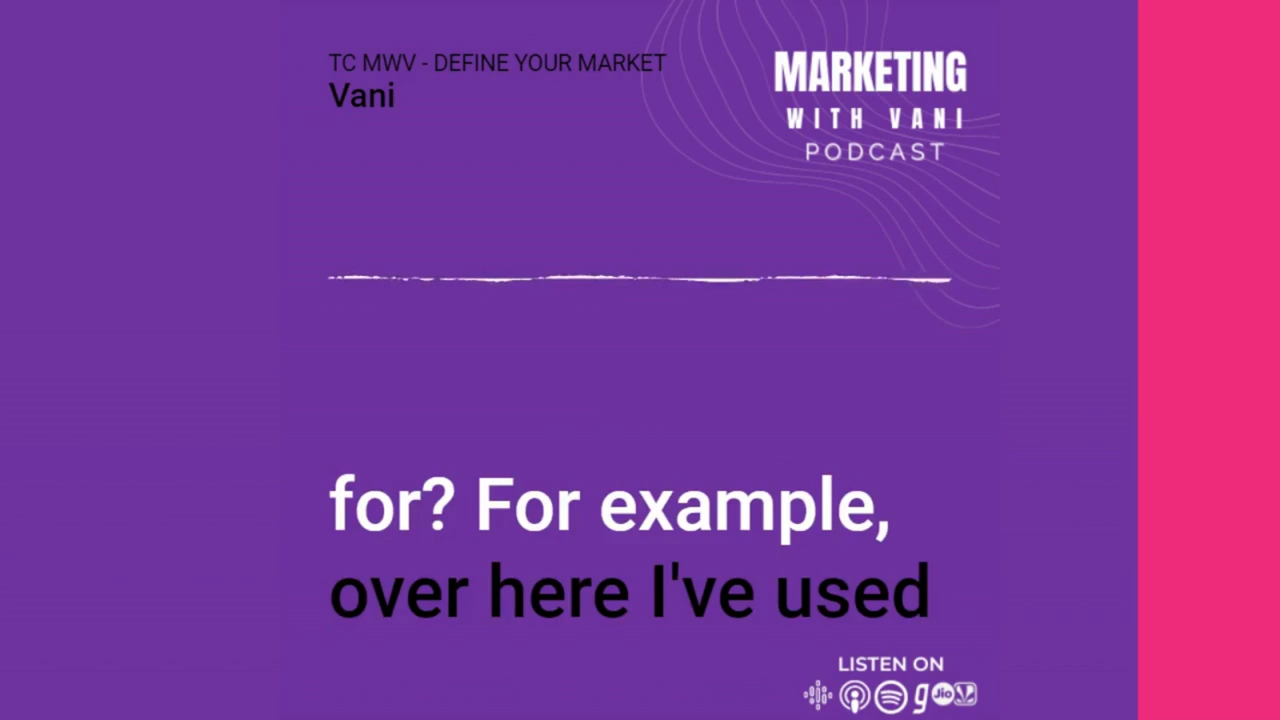 TC MWV - DEFINE YOUR MARKET
Vani
MARKETING
WITH VANI
PODCAST
for? For example,
over here I've used
LISTEN ON
Jio